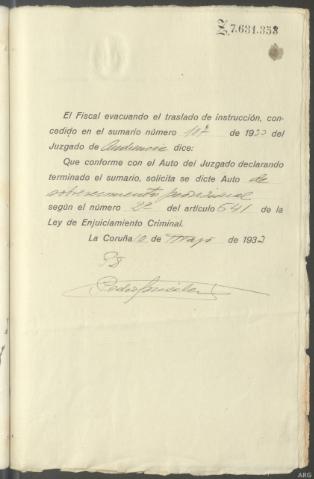 Z 7.631.353
El Fiscal evacuando el traslado de instrucción, con-
cedido en el sumario número de 1930 del
Juzgado de Audiencia dice:
Que conforme con el Auto del Juzgado declarando
terminado el sumario, solicita se dicte Auto de
sobreseimiento provisional
según el número 2º del artículo 641 de la
Ley de Enjuiciamiento Criminal.
La Coruña 10 de Mayo de 1932
ARG